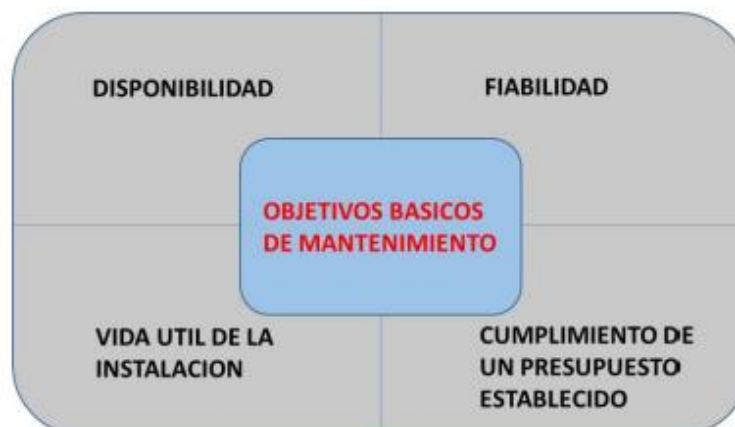 DISPONIBILIDAD
FIABILIDAD
OBJETIVOS BASICOS
DE MANTENIMIENTO
VIDA UTIL DE LA
INSTALACION
CUMPLIMIENTO DE
UN PRESUPUESTO
ESTABLECIDO